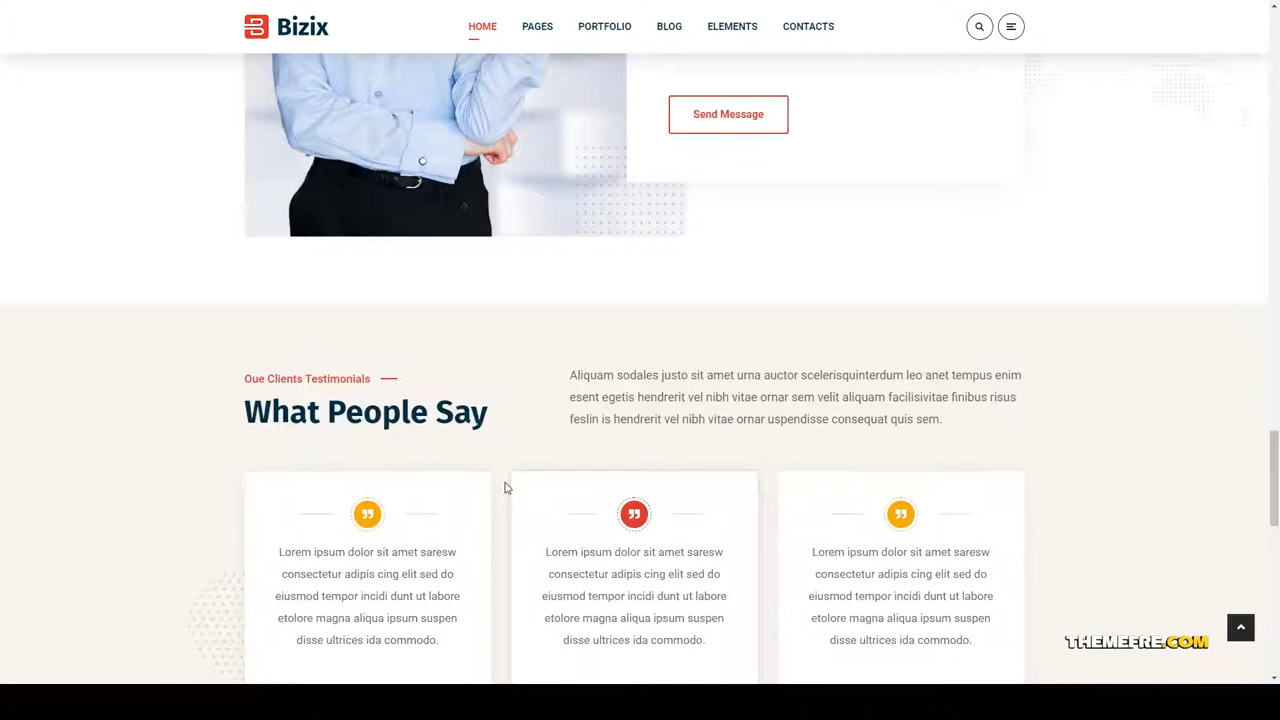 Bizix
HOME PAGES PORTFOLIO BLOG ELEMENTS CONTACTS
Send Message
Oue Clients Testimonials
What People Say
Aliquam sodales justo sit amet urna auctor scelerisquinterdum leo anet tempus enim
esent egetis hendrerit vel nibh vitae ornar sem velit aliquam facilisivitae finibus risus
feslin is hendrerit vel nibh vitae ornar uspendisse consequat quis sem.
Lorem ipsum dolor sit amet saresw
consectetur adipis cing elit sed do
eiusmod tempor incidi dunt ut labore
etolore magna aliqua ipsum suspen
disse ultrices ida commodo.
Lorem ipsum dolor sit amet saresw
consectetur adipis cing elit sed do
eiusmod tempor incidi dunt ut labore
etolore magna aliqua ipsum suspen
disse ultrices ida commodo.
Lorem ipsum dolor sit amet saresw
consectetur adipis cing elit sed do
eiusmod tempor incidi dunt ut labore
etolore magna aliqua ipsum suspen
disse ultrices ida commodo.
THEMEFRE.COM